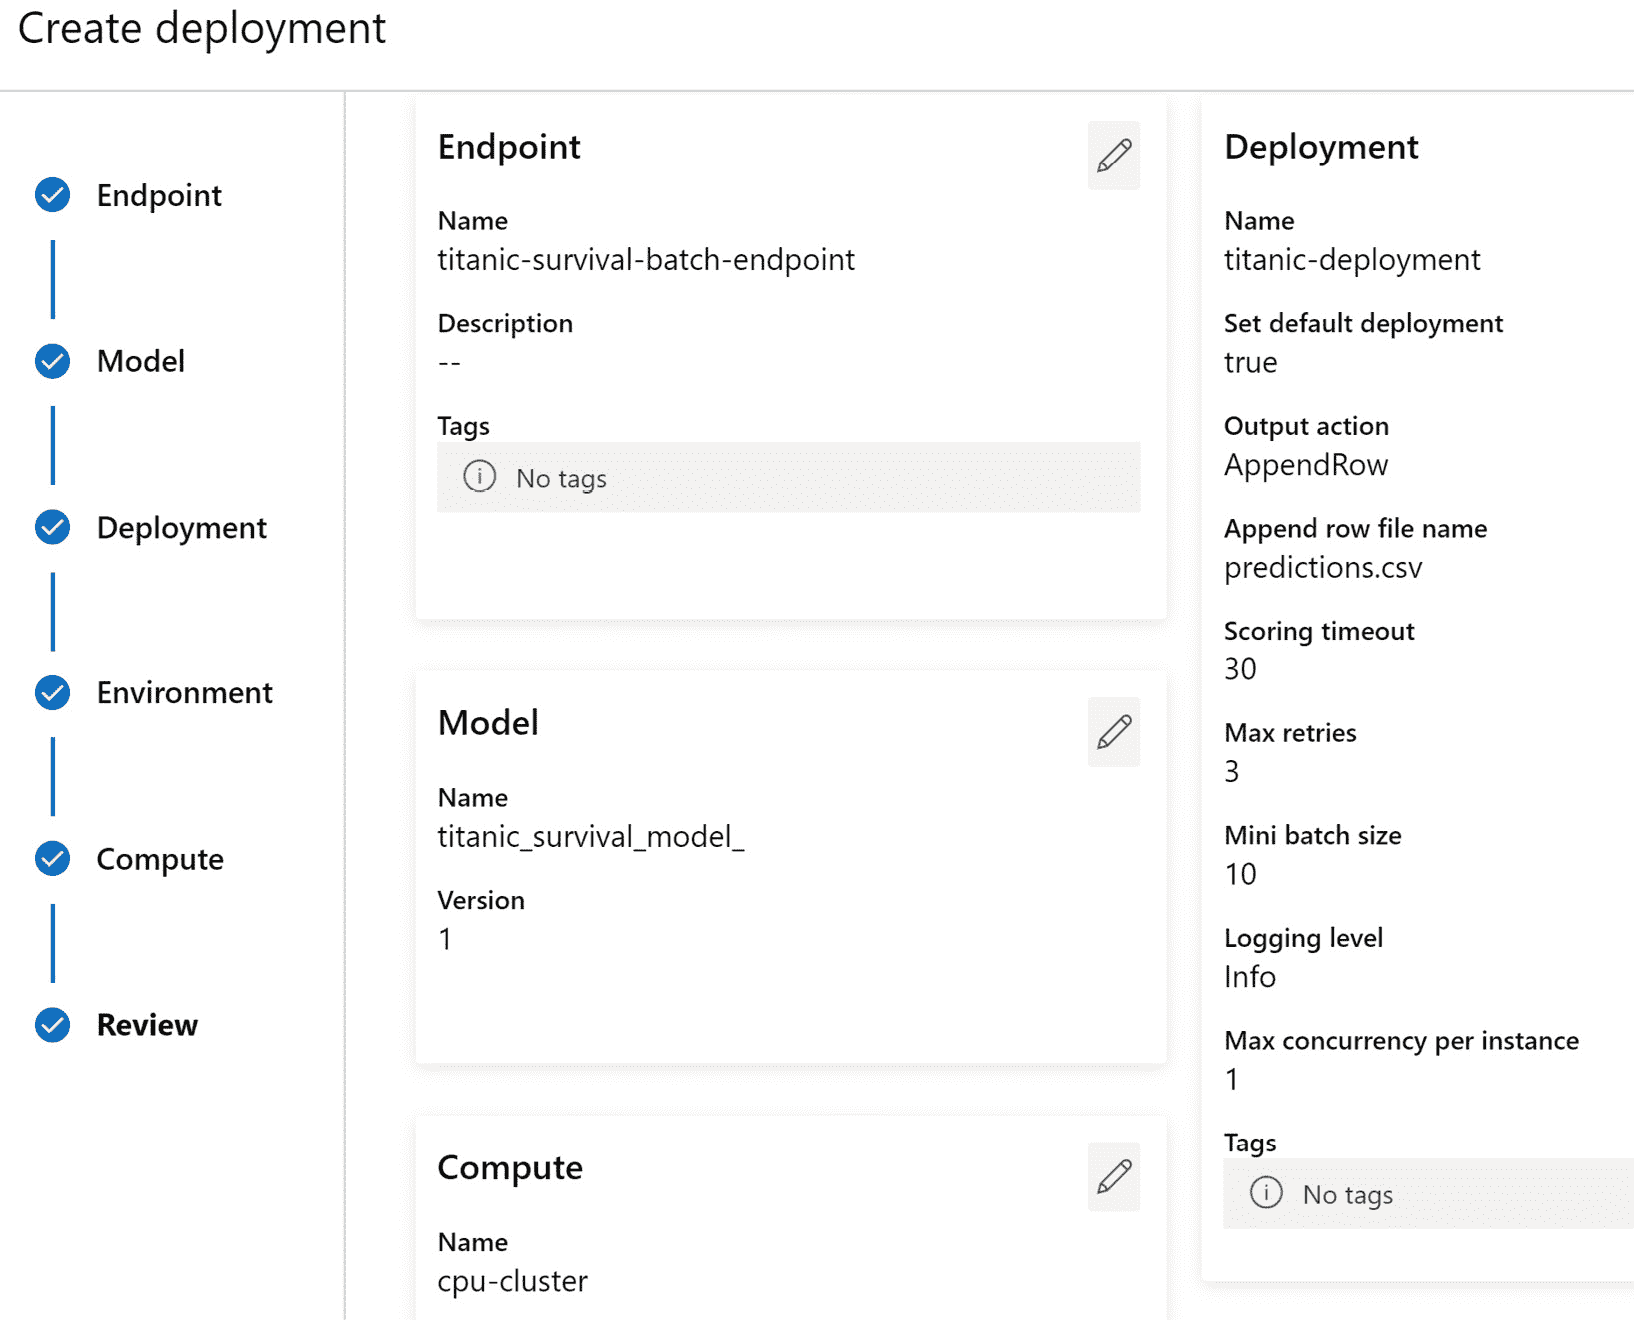 Create deployment
Endpoint
Model
Deployment
Environment
Compute
Review
Endpoint
Name
titanic-survival-batch-endpoint
Description
--
Tags
No tags
Model
Name
titanic_survival_model_
Version
1
Compute
Name
cpu-cluster
Deployment
Name
titanic-deployment
Set default deployment
true
Output action
AppendRow
Append row file name
predictions.csv
Scoring timeout
30
Max retries
3
Mini batch size
10
Logging level
Info
Max concurrency per instance
1
Tags
No tags